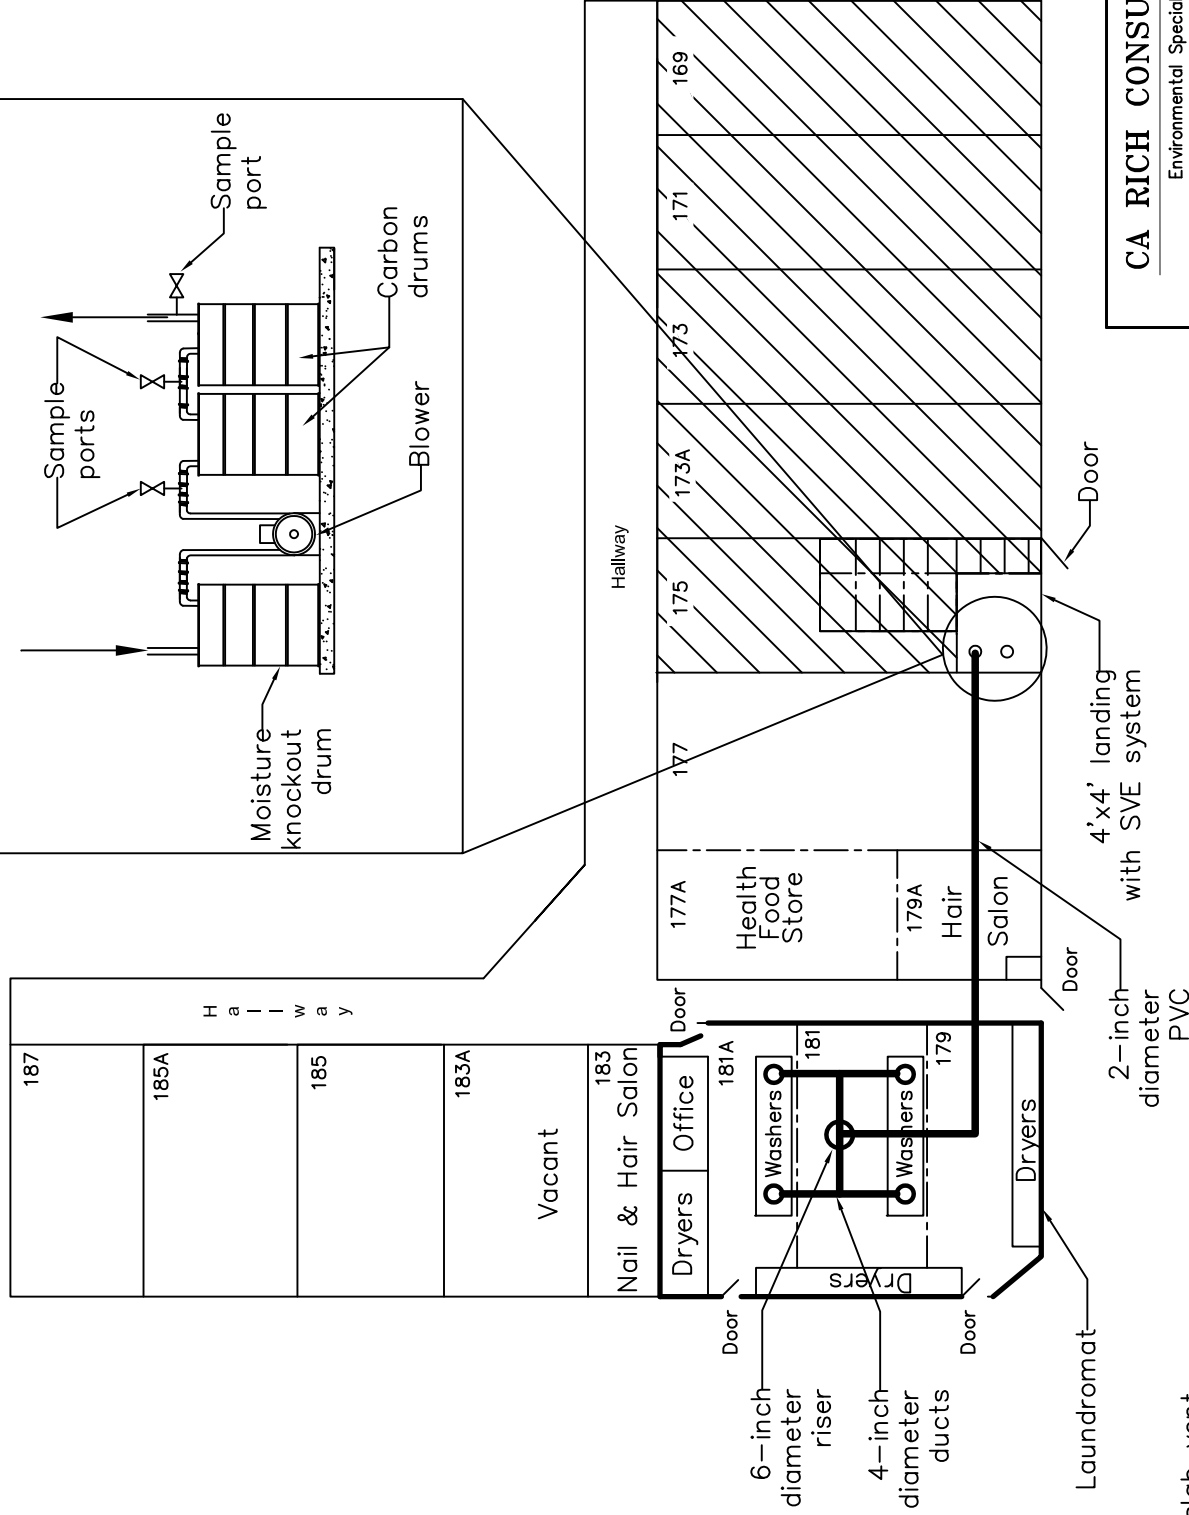 Sample
port
Sample
ports
Carbon
drums
Blower
Moisture
knockout
drum
Hallway
169
171
173
173A
175
177
177A
Health
Food
Store
179A
Hair
Salon
Door
4'x4' landing
with SVE system
Door
2-inch
diameter
PVC
Hallway
187
185A
185
183A
Vacant
183
Nail & Hair Salon
Door
Office
Dryers
181A
181
179
Washers
Washers
Dryers
Dryers
Door
Door
6-inch
diameter
riser
4-inch
diameter
ducts
Laundromat
CA RICH CONSU
Environmental Special
vent